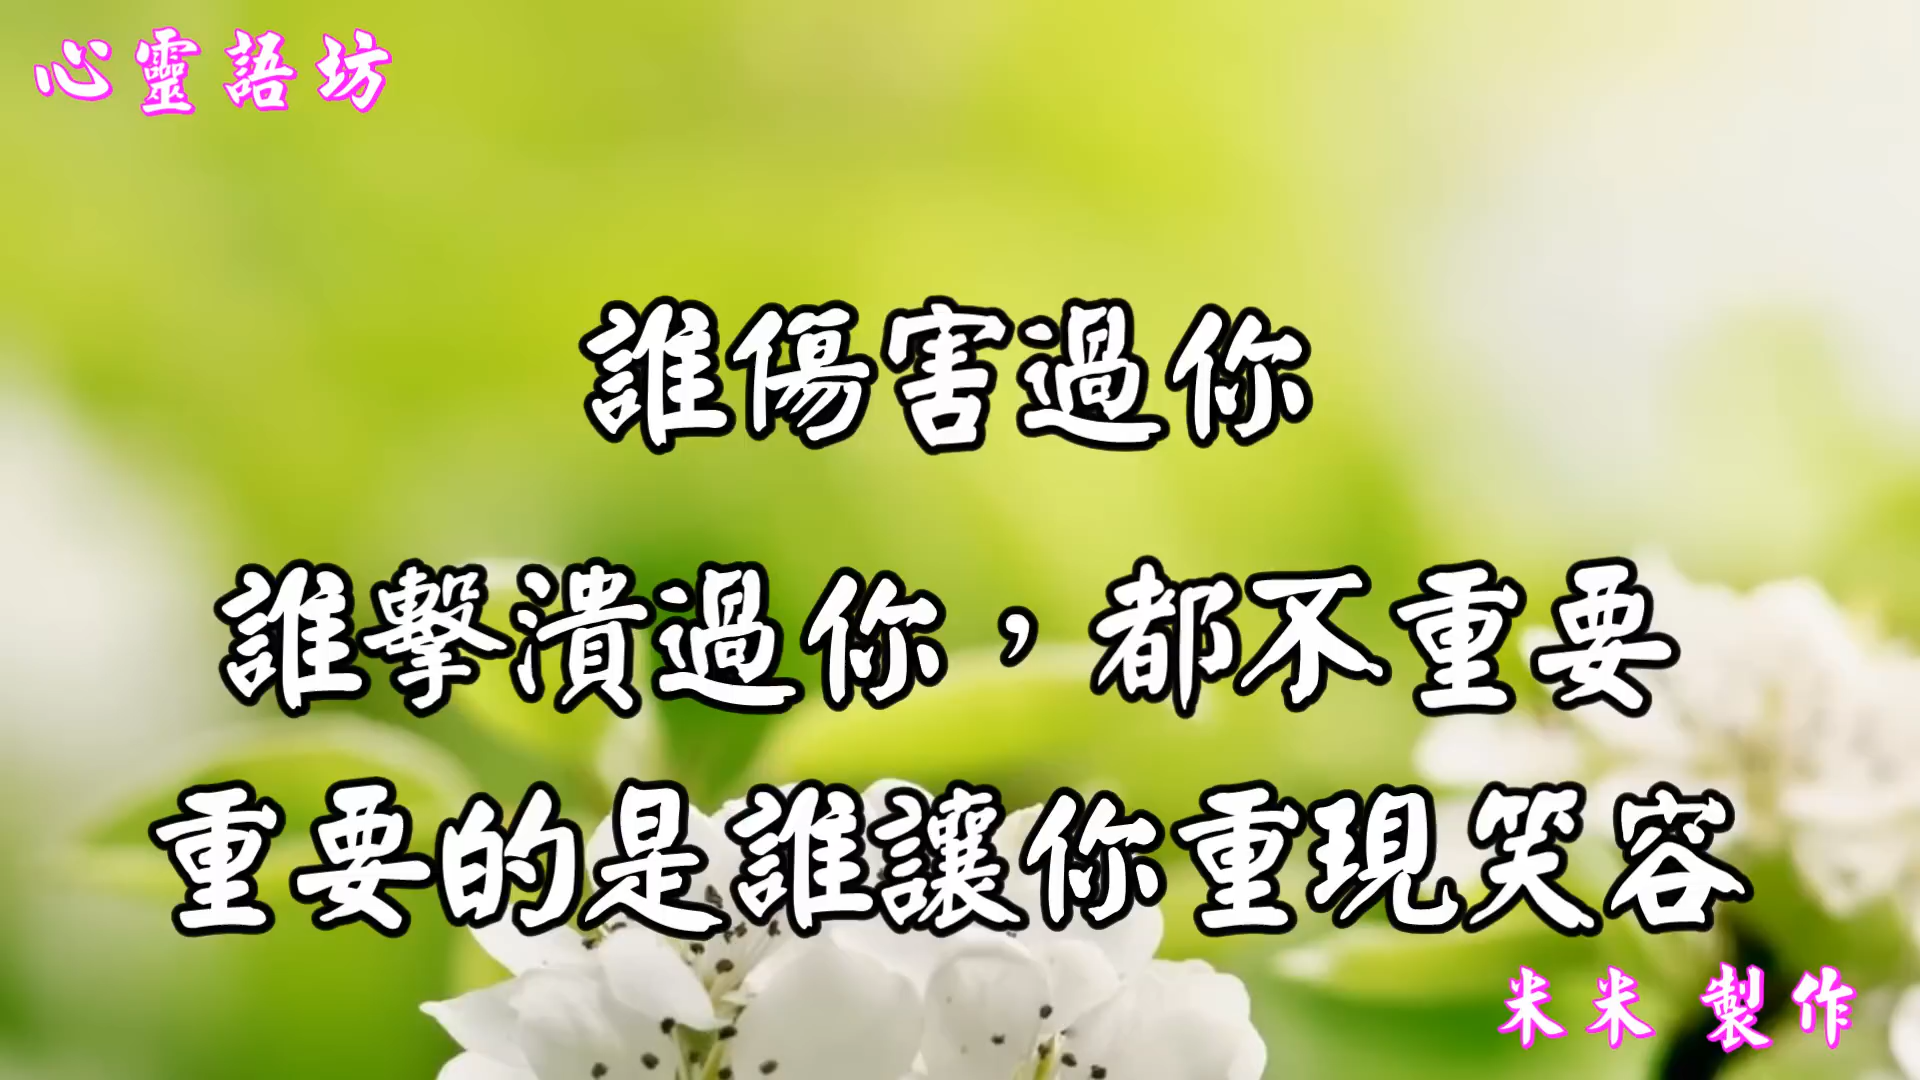 心靈語坊
誰傷害過你
誰擊潰過你，都不重要
重要的是誰讓你重現笑容
米米 製作